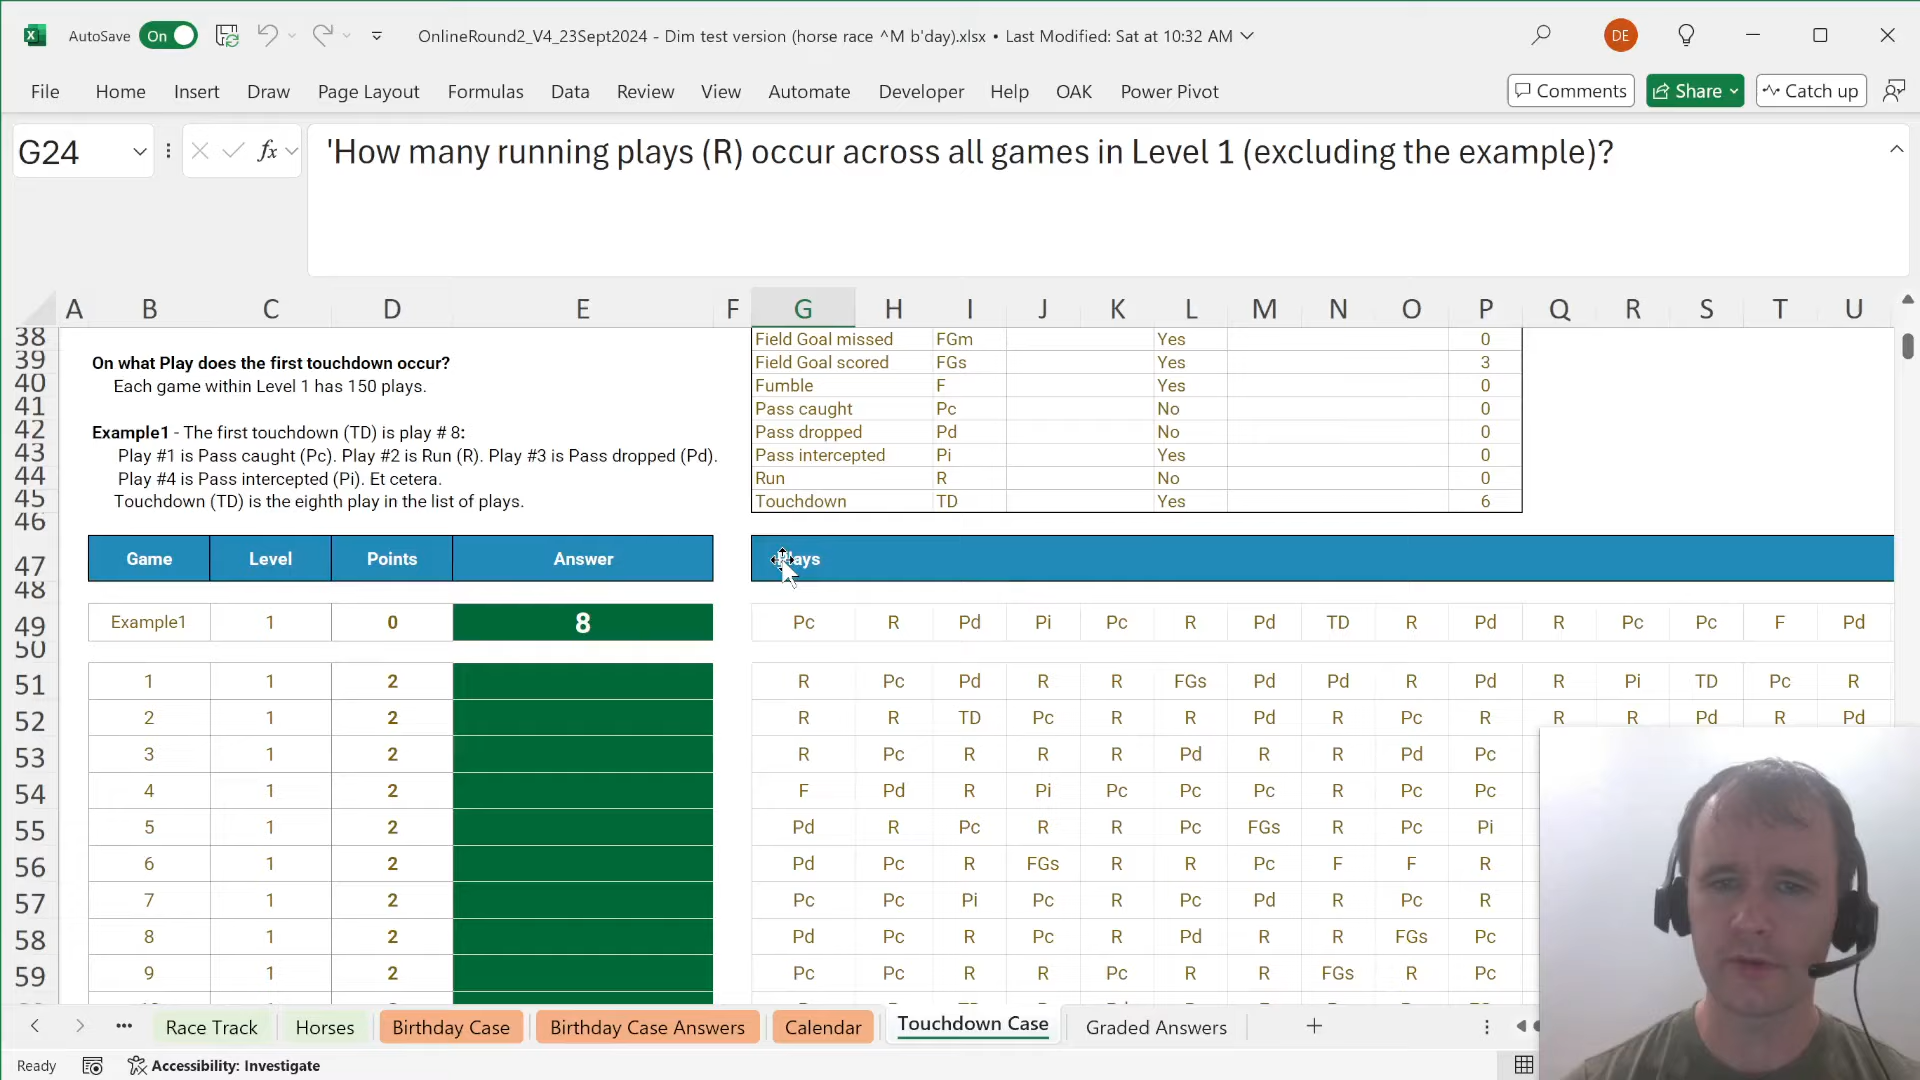 AutoSave On OnlineRound2_V4_23Sept2024 - Dim test version (horse race ^M b'day).xlsx • Last Modified: Sat at 10:32 AM DE
File Home Insert Draw Page Layout Formulas Data Review View Automate Developer Help OAK Power Pivot Comments Share Catch up
G24 fx 'How many running plays (R) occur across all games in Level 1 (excluding the example)?
A B C D E F G H I J K L M N O P Q R S T U
38 Field Goal missed FGm Yes 0
39 On what Play does the first touchdown occur? Field Goal scored FGs Yes 3
40 Each game within Level 1 has 150 plays. Fumble F Yes 0
41 Pass caught Pc No 0
42 Example1 - The first touchdown (TD) is play # 8: Pass dropped Pd No 0
43 Play #1 is Pass caught (Pc). Play #2 is Run (R). Play #3 is Pass dropped (Pd). Pass intercepted Pi Yes 0
44 Play #4 is Pass intercepted (Pi). Et cetera. Run R No 0
45 Touchdown (TD) is the eighth play in the list of plays. Touchdown TD Yes 6
46
47 Game Level Points Answer Plays
48
49 Example1 1 0 8 Pc R Pd Pi Pc R Pd TD R Pd R Pc Pc F Pd
50
51 1 1 2 R Pc Pd R R FGs Pd Pd R Pd R Pi TD Pc R
52 2 1 2 R R TD Pc R R Pd R Pc R R R Pd R Pd
53 3 1 2 R Pc R R R Pd R R Pd Pc
54 4 1 2 F Pd R Pi Pc Pc Pc R Pc Pc
55 5 1 2 Pd R Pc R R Pc FGs R Pc Pi
56 6 1 2 Pd Pc R FGs R R Pc F F R
57 7 1 2 Pc Pc Pi Pc R Pc Pd R Pc R
58 8 1 2 Pd Pc R Pc R Pd R R FGs Pc
59 9 1 2 Pc Pc R R Pc R R FGs R Pc
Race Track Horses Birthday Case Birthday Case Answers Calendar Touchdown Case Graded Answers
Ready Accessibility: Investigate